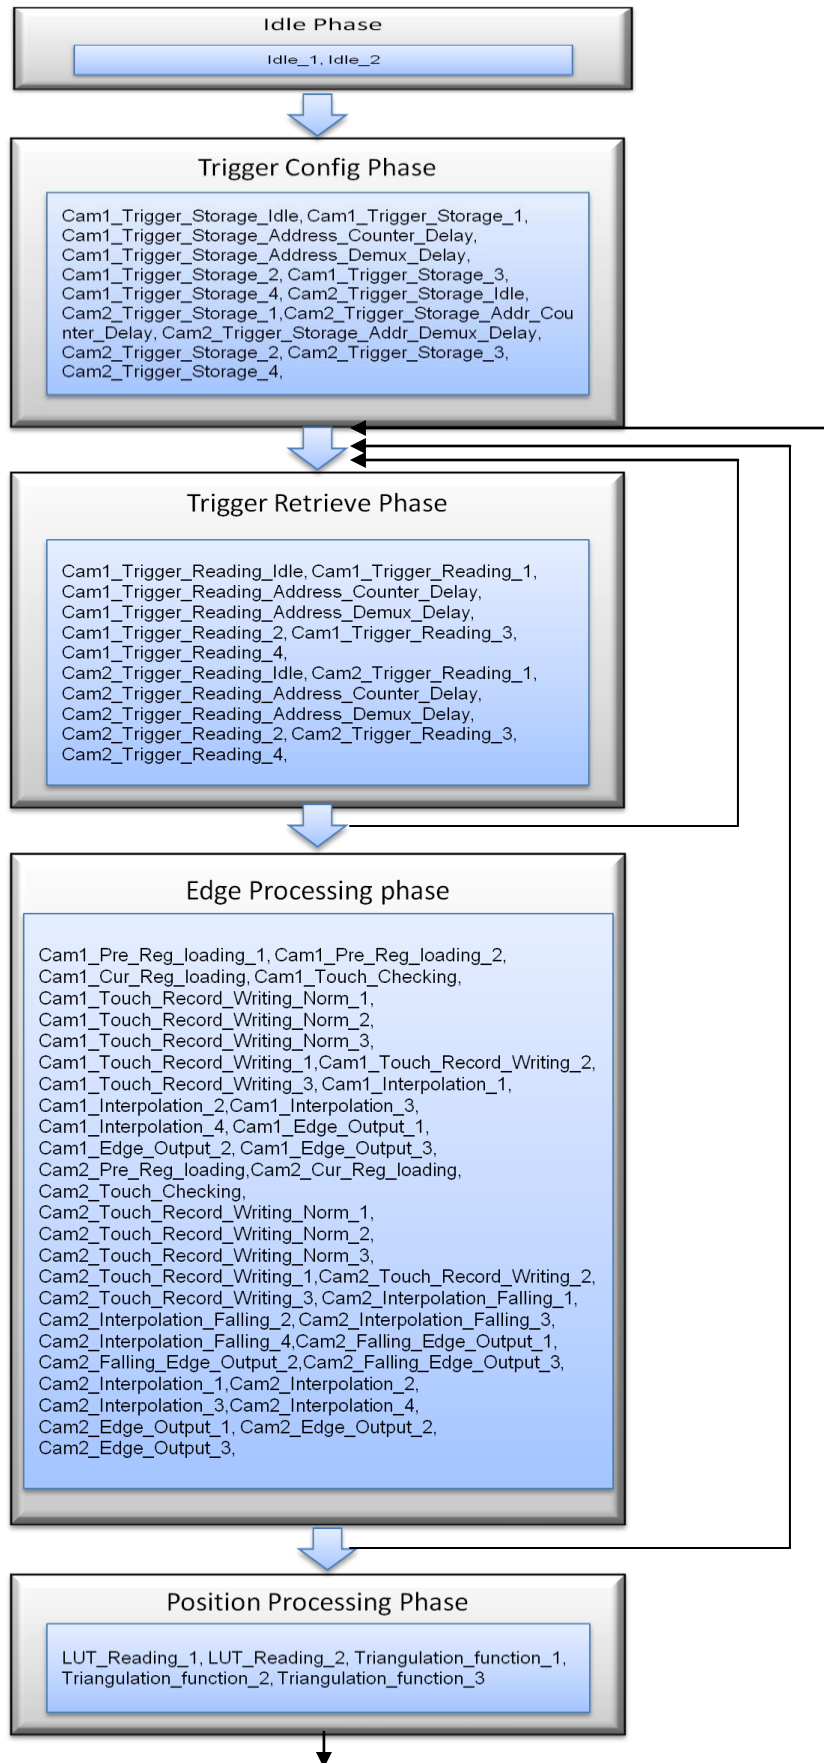 Idle Phase
Idle_1, Idle_2
Trigger Config Phase
Cam1_Trigger_Storage_Idle, Cam1_Trigger_Storage_1,
Cam1_Trigger_Storage_Address_Counter_Delay,
Cam1_Trigger_Storage_Address_Demux_Delay,
Cam1_Trigger_Storage_2, Cam1_Trigger_Storage_3,
Cam1_Trigger_Storage_4, Cam2_Trigger_Storage_Idle,
Cam2_Trigger_Storage_1,Cam2_Trigger_Storage_Addr_Cou
nter_Delay, Cam2_Trigger_Storage_Addr_Demux_Delay,
Cam2_Trigger_Storage_2, Cam2_Trigger_Storage_3,
Cam2_Trigger_Storage_4,
Trigger Retrieve Phase
Cam1_Trigger_Reading_Idle, Cam1_Trigger_Reading_1,
Cam1_Trigger_Reading_Address_Counter_Delay,
Cam1_Trigger_Reading_Address_Demux_Delay,
Cam1_Trigger_Reading_2, Cam1_Trigger_Reading_3,
Cam1_Trigger_Reading_4,
Cam2_Trigger_Reading_Idle, Cam2_Trigger_Reading_1,
Cam2_Trigger_Reading_Address_Counter_Delay,
Cam2_Trigger_Reading_Address_Demux_Delay,
Cam2_Trigger_Reading_2, Cam2_Trigger_Reading_3,
Cam2_Trigger_Reading_4,
Edge Processing phase
Cam1_Pre_Reg_loading_1, Cam1_Pre_Reg_loading_2,
Cam1_Cur_Reg_loading, Cam1_Touch_Checking,
Cam1_Touch_Record_Writing_Norm_1,
Cam1_Touch_Record_Writing_Norm_2,
Cam1_Touch_Record_Writing_Norm_3,
Cam1_Touch_Record_Writing_1,Cam1_Touch_Record_Writing_2,
Cam1_Touch_Record_Writing_3, Cam1_Interpolation_1,
Cam1_Interpolation_2,Cam1_Interpolation_3,
Cam1_Interpolation_4, Cam1_Edge_Output_1,
Cam1_Edge_Output_2, Cam1_Edge_Output_3,
Cam2_Pre_Reg_loading,Cam2_Cur_Reg_loading,
Cam2_Touch_Checking,
Cam2_Touch_Record_Writing_Norm_1,
Cam2_Touch_Record_Writing_Norm_2,
Cam2_Touch_Record_Writing_Norm_3,
Cam2_Touch_Record_Writing_1,Cam2_Touch_Record_Writing_2,
Cam2_Touch_Record_Writing_3, Cam2_Interpolation_Falling_1,
Cam2_Interpolation_Falling_2, Cam2_Interpolation_Falling_3,
Cam2_Interpolation_Falling_4,Cam2_Falling_Edge_Output_1,
Cam2_Falling_Edge_Output_2,Cam2_Falling_Edge_Output_3,
Cam2_Interpolation_1,Cam2_Interpolation_2,
Cam2_Interpolation_3,Cam2_Interpolation_4,
Cam2_Edge_Output_1, Cam2_Edge_Output_2,
Cam2_Edge_Output_3,
Position Processing Phase
LUT_Reading_1, LUT_Reading_2, Triangulation_function_1,
Triangulation_function_2, Triangulation_function_3